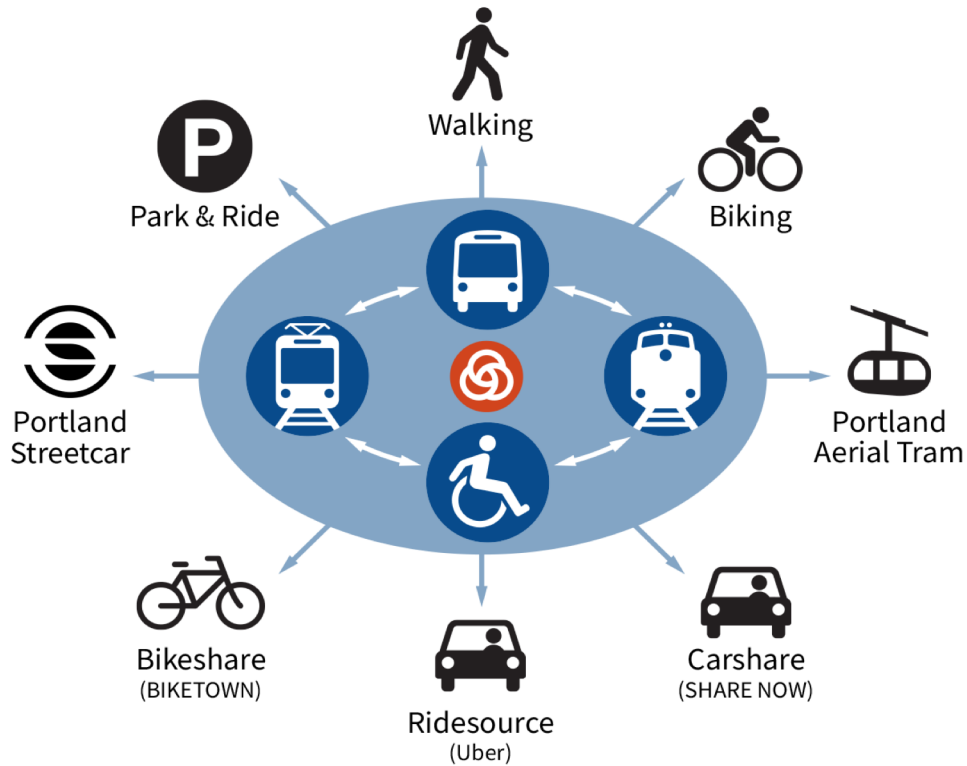 Walking
P
Park & Ride
Biking
Portland
Streetcar
Portland
Aerial Tram
Bikeshare
(BIKETOWN)
Ridesource
(Uber)
Carshare
(SHARE NOW)